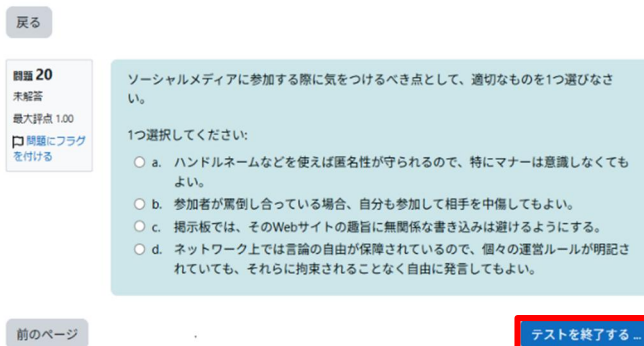 戻る
問題 20
未解答
最大評点 1.00
問題にフラグ
を付ける
ソーシャルメディアに参加する際に気をつけるべき点として、適切なものを1つ選びなさ
い。
1つ選択してください:
a. ハンドルネームなどを使えば匿名性が守られるので、特にマナーは意識しなくても
よい。
b. 参加者が罵倒し合っている場合、自分も参加して相手を中傷してもよい。
c. 掲示板では、そのWebサイトの趣旨に無関係な書き込みは避けるようにする。
d. ネットワーク上では言論の自由が保障されているので、個々の運営ルールが明記さ
れていても、それらに拘束されることなく自由に発言してもよい。
前のページ
テストを終了する ...